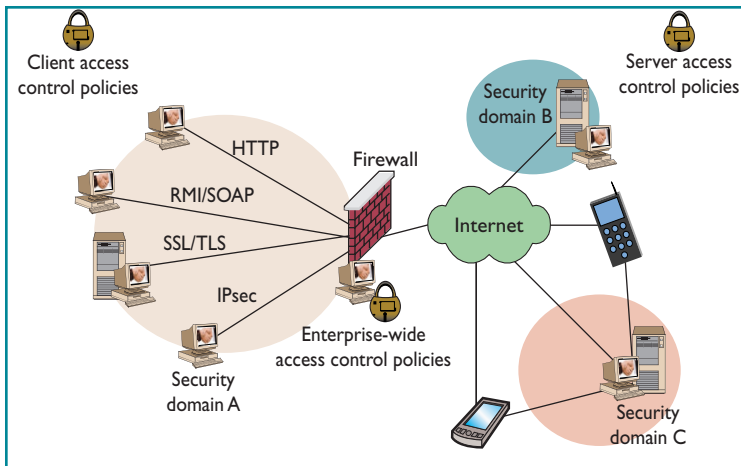 Client access
control policies
Server access
control policies
Security
domain B
HTTP
Firewall
RMI/SOAP
Internet
SSL/TLS
IPsec
Enterprise-wide
access control policies
Security
domain A
Security
domain C